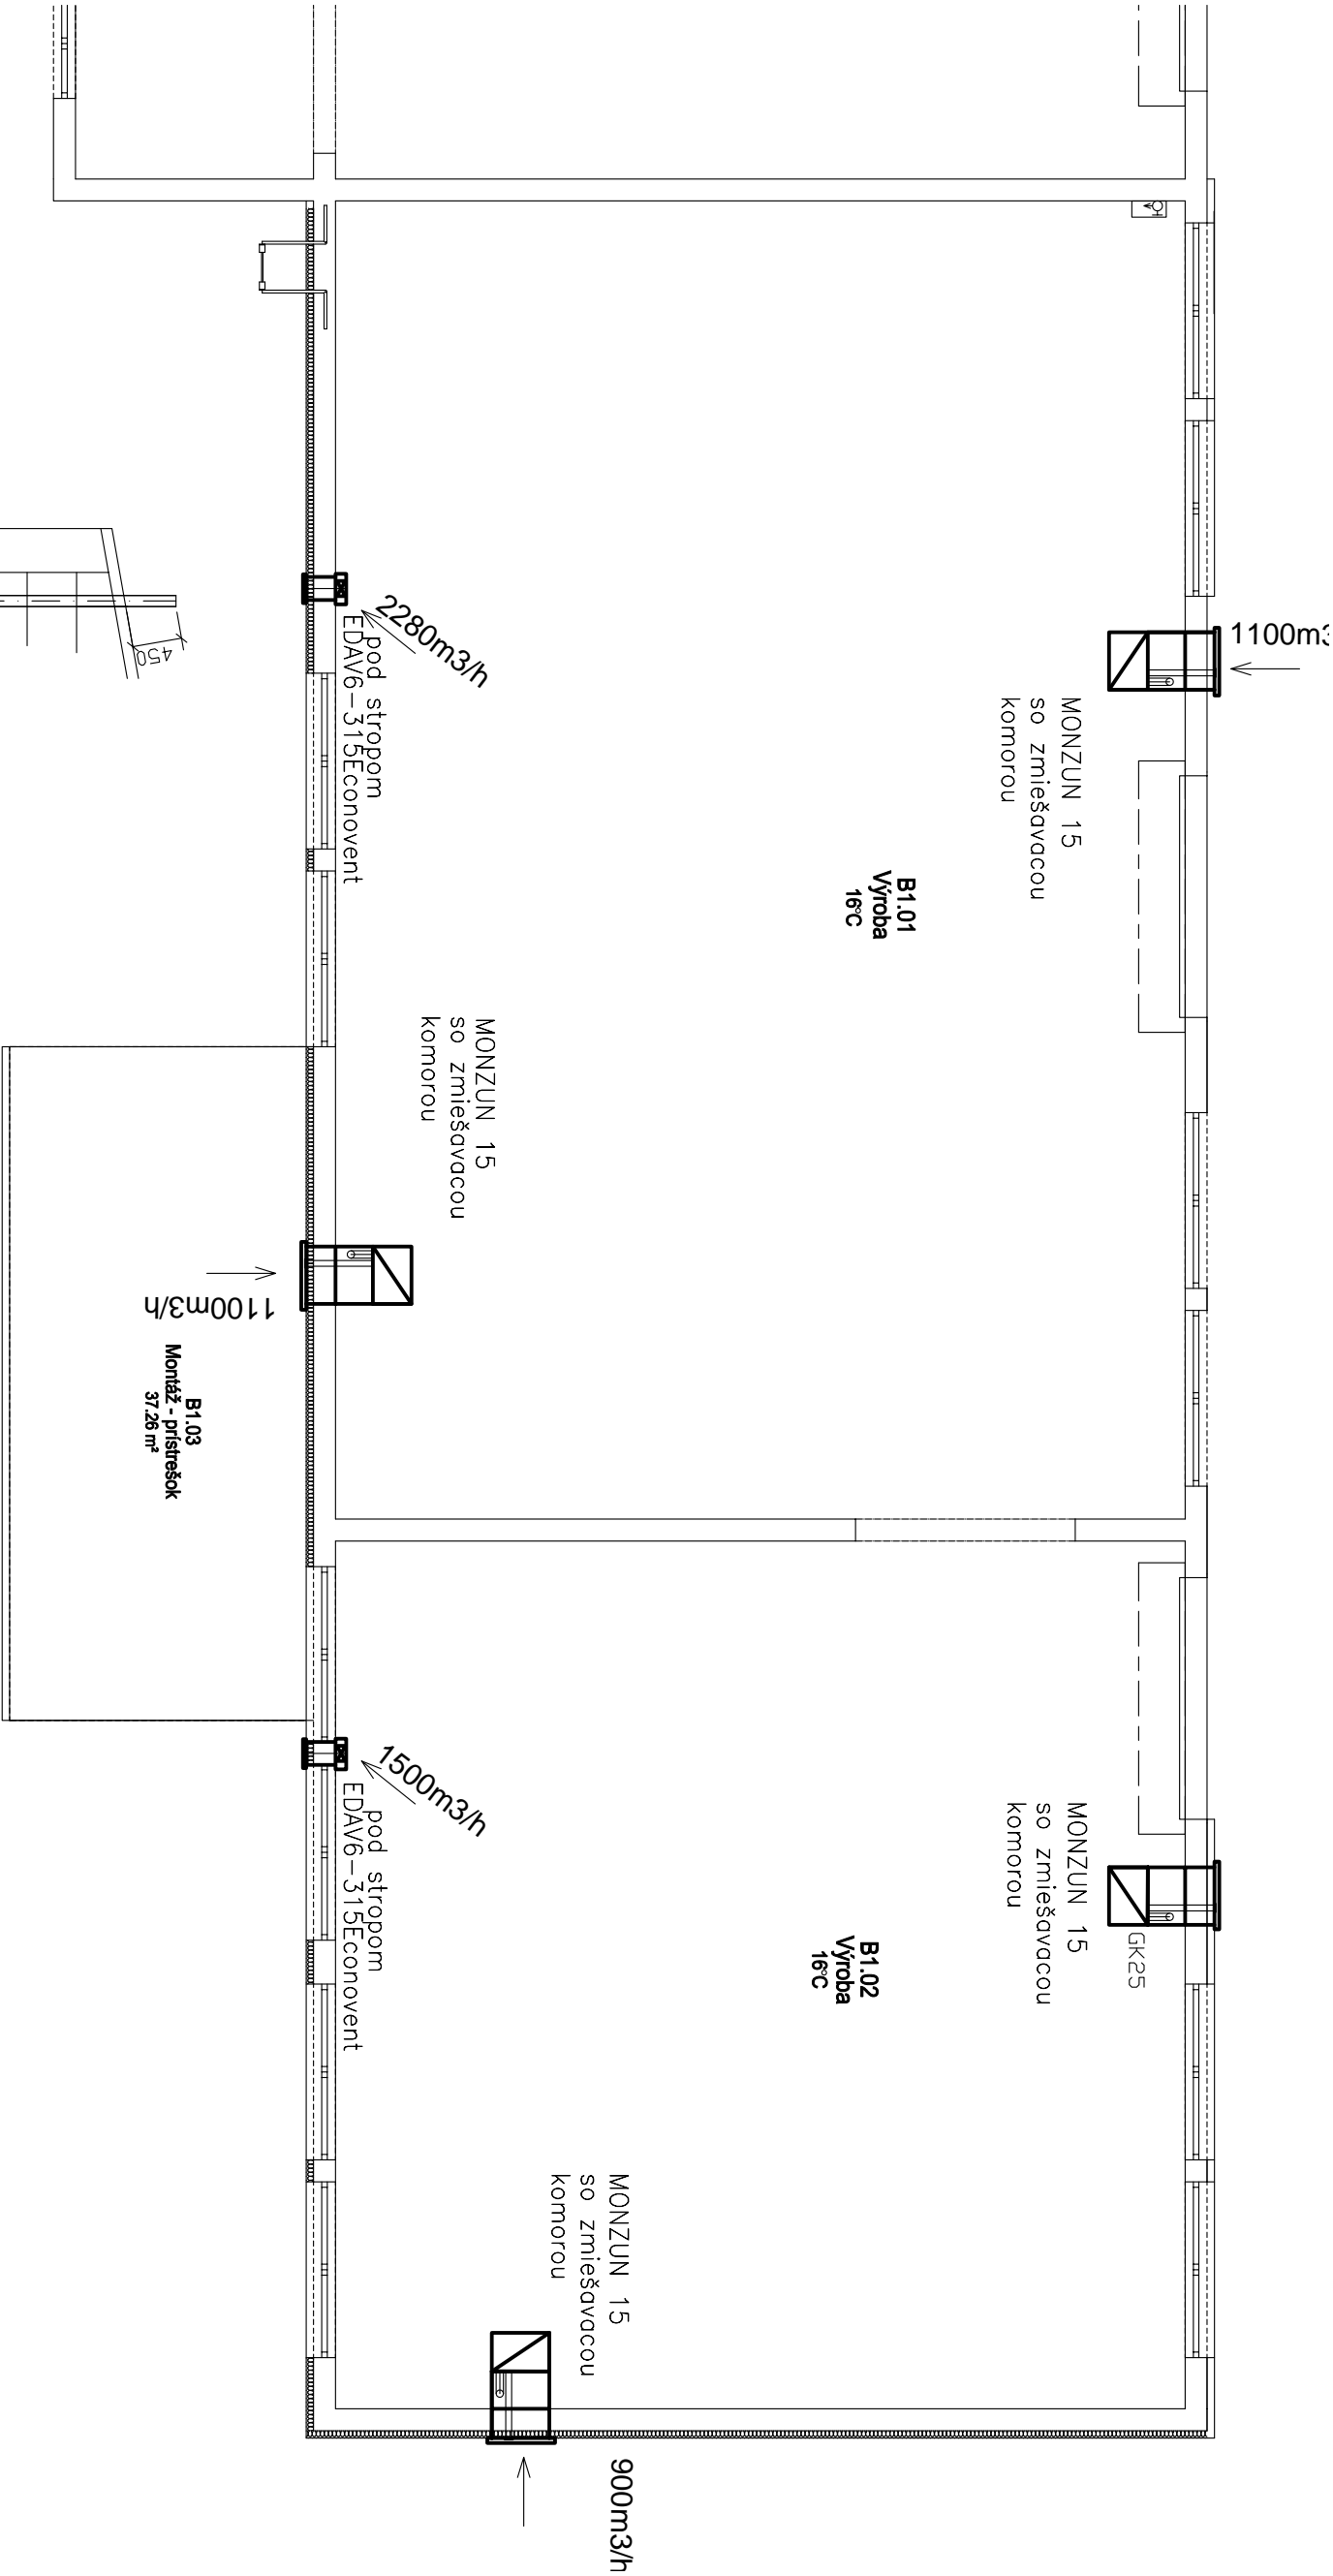 1100m3
MONZUN 15
so zmiešavacou
komorou
B1.01
Výroba
16°C
2280m3/h
pod stropom
EDAV6-315Econovent
450
MONZUN 15
so zmiešavacou
komorou
1100m3/h
B1.03
Montáž - prístrešok
37.26 m²
1500m3/h
pod stropom
EDAV6-315Econovent
MONZUN 15
so zmiešavacou
komorou
GK25
B1.02
Výroba
16°C
MONZUN 15
so zmiešavacou
komorou
900m3/h